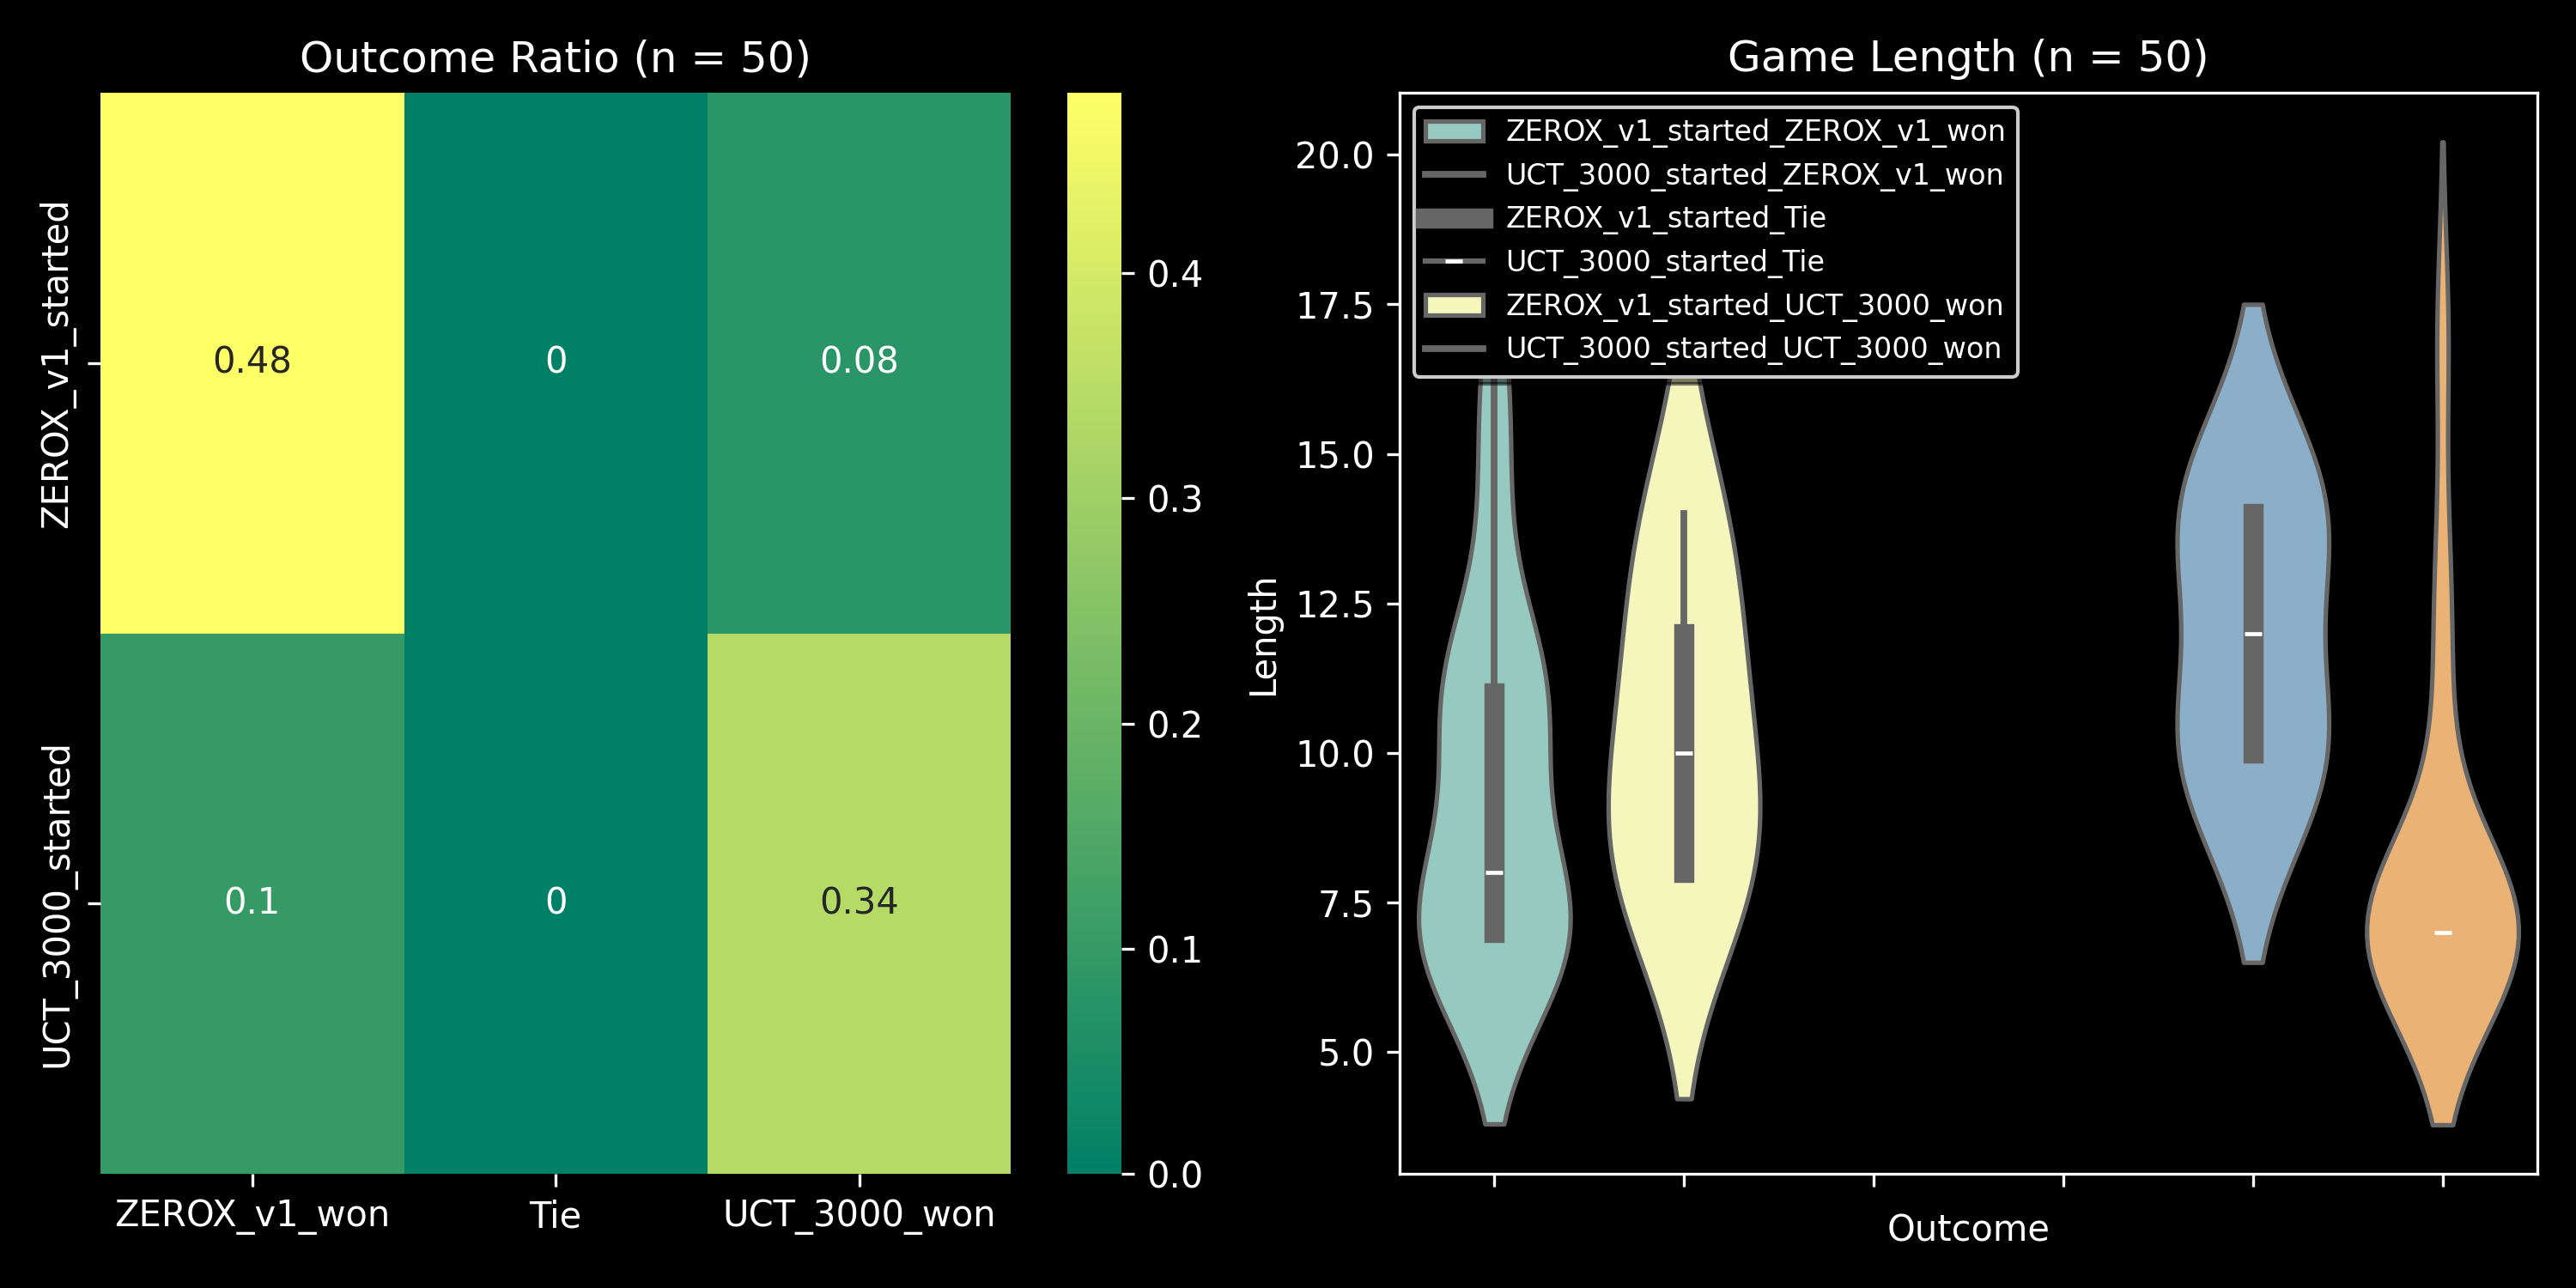 Outcome Ratio (n = 50)
ZEROX_v1_started
UCT_3000_started
0.48
0
0.08
0.1
0
0.34
ZEROX_v1_won
Tie
UCT_3000_won
0.4
0.3
0.2
0.1
0.0
Game Length (n = 50)
Length
20.0
17.5
15.0
12.5
10.0
7.5
5.0
ZEROX_v1_started_ZEROX_v1_won
UCT_3000_started_ZEROX_v1_won
ZEROX_v1_started_Tie
UCT_3000_started_Tie
ZEROX_v1_started_UCT_3000_won
UCT_3000_started_UCT_3000_won
Outcome